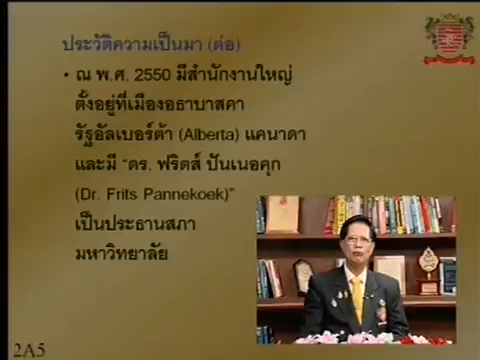 ประวัติความเป็นมา (ต่อ)
• ณ พ.ศ. 2550 มีสำนักงานใหญ่
ตั้งอยู่ที่เมืองอธาบาสคา
รัฐอัลเบอร์ต้า (Alberta) แคนาดา
และมี "ดร. ฟริตส์ ปันเนอคุก
(Dr. Frits Pannekoek)"
เป็นประธานสภา
มหาวิทยาลัย
2A5